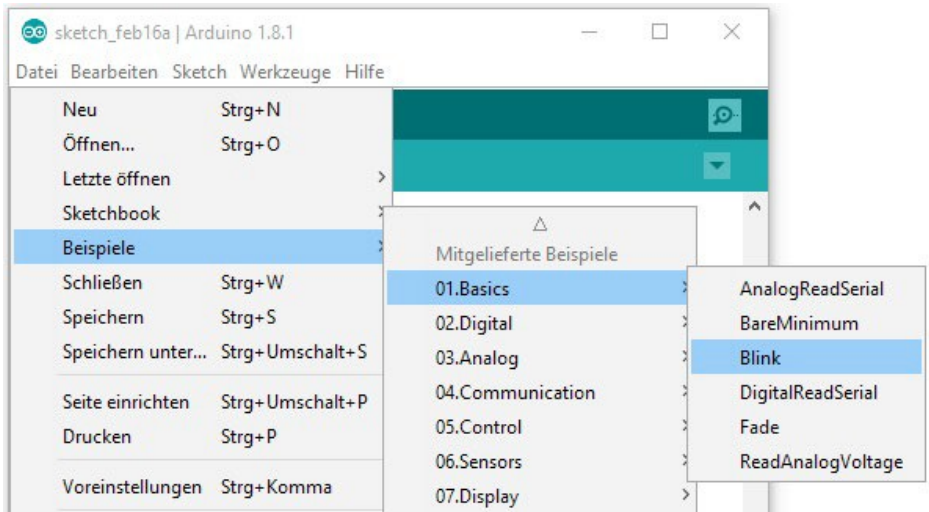 sketch_feb16a | Arduino 1.8.1
Datei Bearbeiten Sketch Werkzeuge Hilfe
Neu Strg+N
Öffnen... Strg+O
Letzte öffnen
Sketchbook
Beispiele
Schließen Strg+W
Speichern Strg+S
Speichern unter... Strg+Umschalt+S
Seite einrichten Strg+Umschalt+P
Drucken Strg+P
Voreinstellungen Strg+Komma
Mitgelieferte Beispiele
01.Basics
02.Digital
03.Analog
04.Communication
05.Control
06.Sensors
07.Display
AnalogReadSerial
BareMinimum
Blink
DigitalReadSerial
Fade
ReadAnalogVoltage